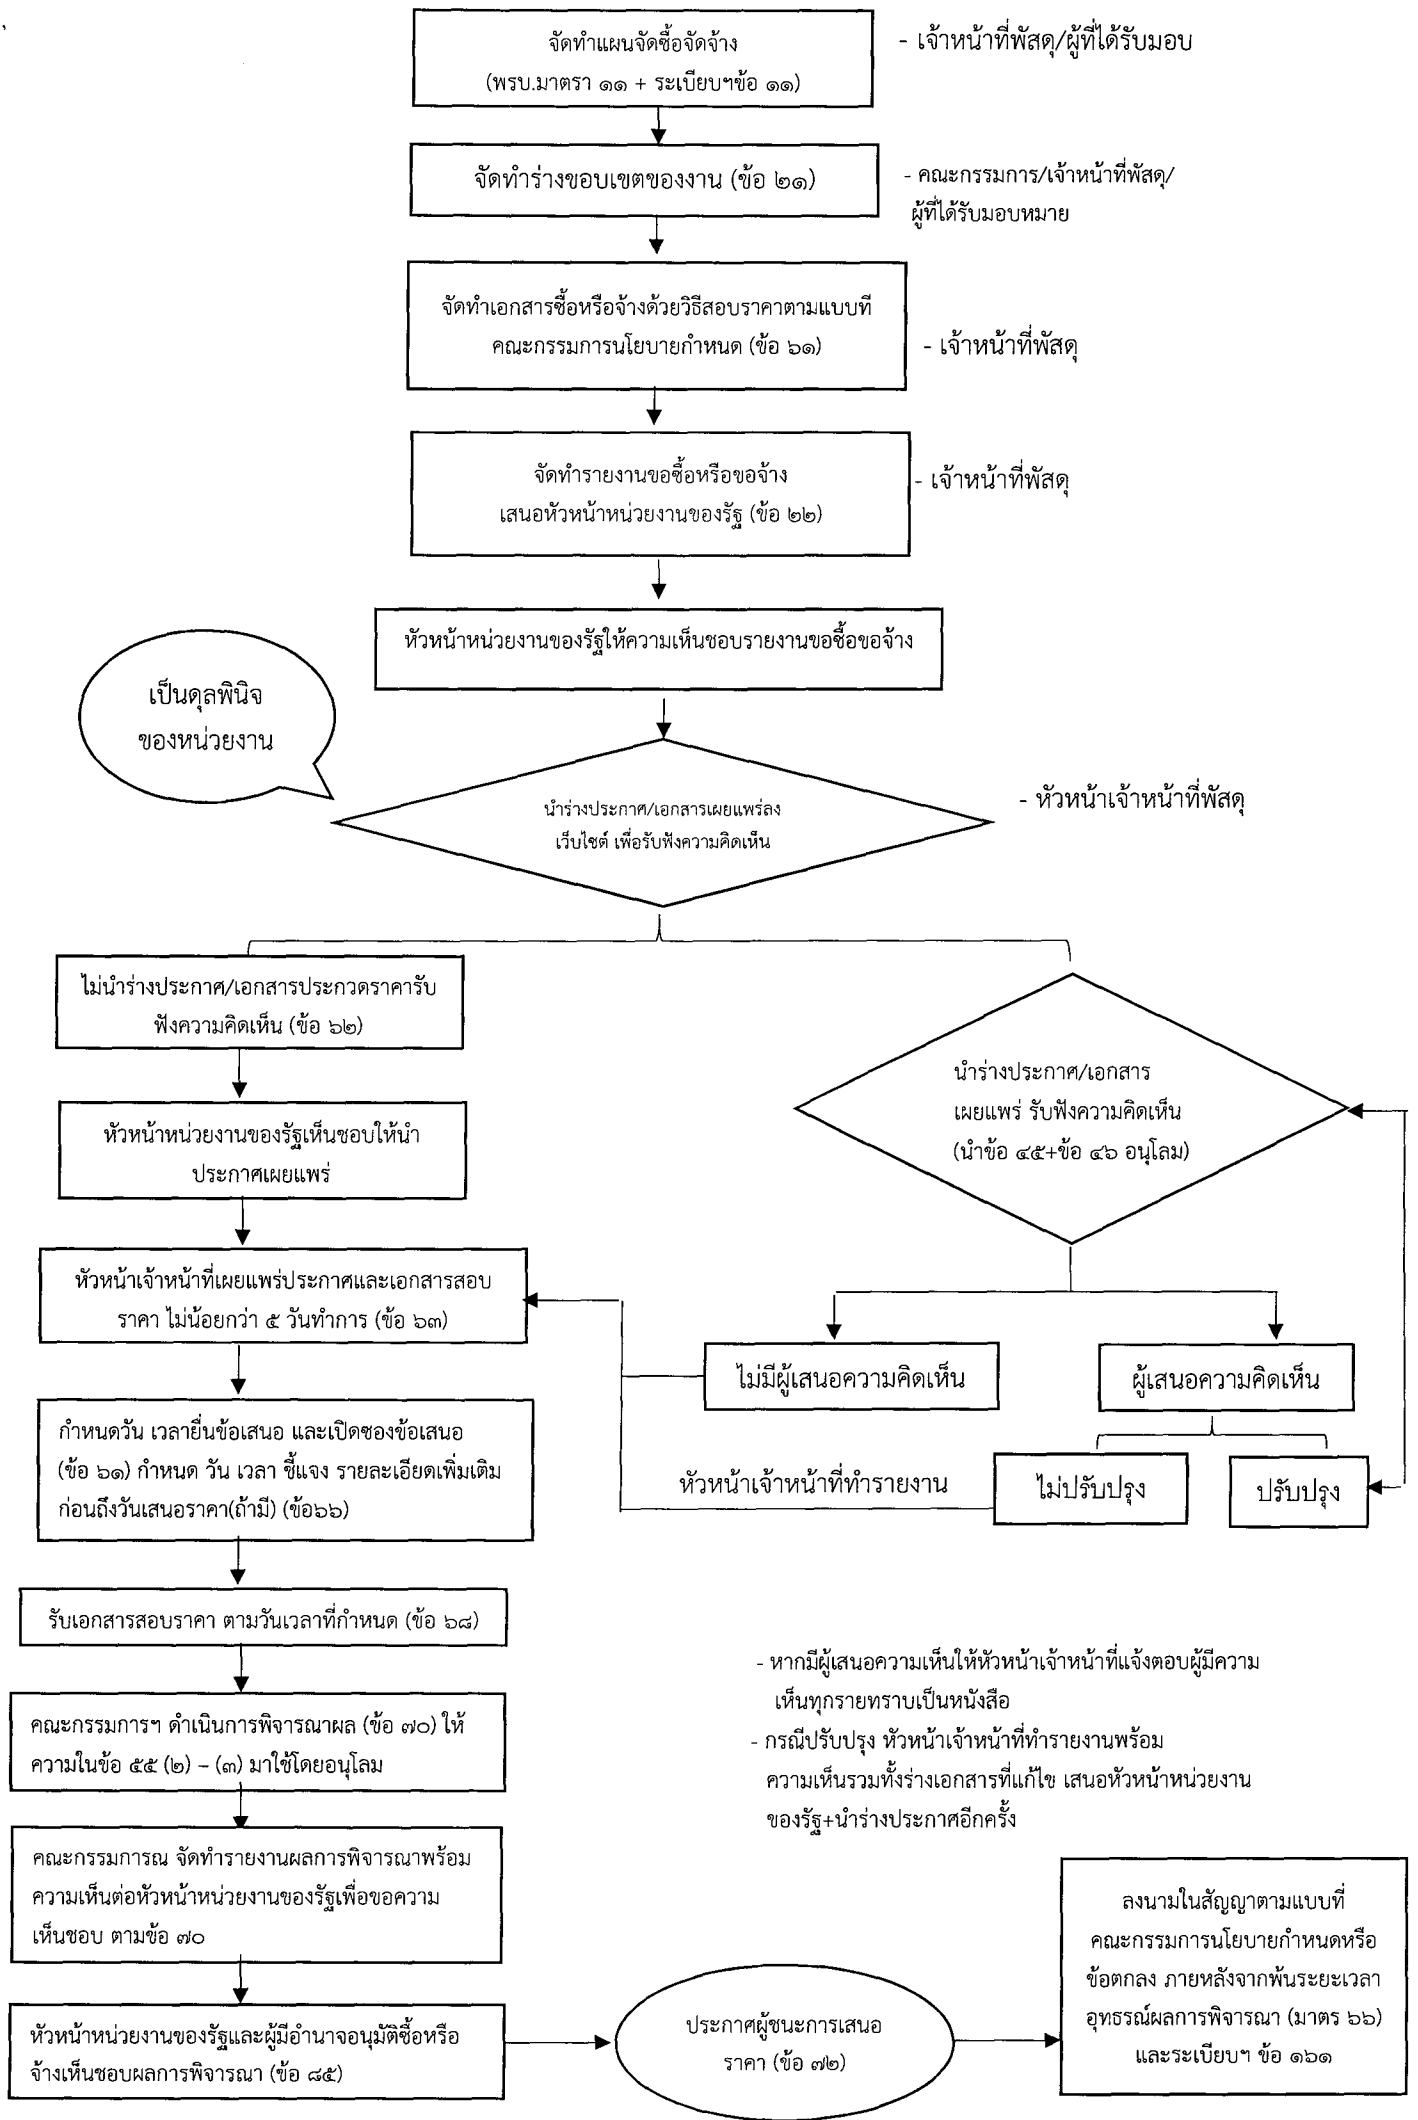 จัดทำแผนจัดซื้อจัดจ้าง
(พรบ.มาตรา ๑๑ + ระเบียบฯข้อ ๑๑)
- เจ้าหน้าที่พัสดุ/ผู้ที่ได้รับมอบ
จัดทำร่างขอบเขตของงาน (ข้อ ๒๑)
- คณะกรรมการ/เจ้าหน้าที่พัสดุ/
ผู้ที่ได้รับมอบหมาย
จัดทำเอกสารซื้อหรือจ้างด้วยวิธีสอบราคาตามแบบที
คณะกรรมการนโยบายกำหนด (ข้อ ๖๑)
- เจ้าหน้าที่พัสดุ
จัดทำรายงานขอซื้อหรือขอจ้าง
เสนอหัวหน้าหน่วยงานของรัฐ (ข้อ ๒๒)
- เจ้าหน้าที่พัสดุ
หัวหน้าหน่วยงานของรัฐให้ความเห็นชอบรายงานขอซื้อขอจ้าง
เป็นดุลพินิจ
ของหน่วยงาน
นำร่างประกาศ/เอกสารเผยแพร่ลง
เว็บไซต์ เพื่อรับฟังความคิดเห็น
- หัวหน้าเจ้าหน้าที่พัสดุ
ไม่นำร่างประกาศ/เอกสารประกวดราคารับ
ฟังความคิดเห็น (ข้อ ๖๒)
นำร่างประกาศ/เอกสาร
เผยแพร่ รับฟังความคิดเห็น
(นำข้อ ๔๕+ข้อ ๔๖ อนุโลม)
หัวหน้าหน่วยงานของรัฐเห็นชอบให้นำ
ประกาศเผยแพร่
หัวหน้าเจ้าหน้าที่เผยแพร่ประกาศและเอกสารสอบ
ราคา ไม่น้อยกว่า ๕ วันทำการ (ข้อ ๖๓)
ไม่มีผู้เสนอความคิดเห็น
ผู้เสนอความคิดเห็น
กำหนดวัน เวลายื่นข้อเสนอ และเปิดซองข้อเสนอ
(ข้อ ๖๑) กำหนด วัน เวลา ชี้แจง รายละเอียดเพิ่มเติม
ก่อนถึงวันเสนอราคา(ถ้ามี) (ข้อ๖๖)
หัวหน้าเจ้าหน้าที่ทำรายงาน
ไม่ปรับปรุง
ปรับปรุง
รับเอกสารสอบราคา ตามวันเวลาที่กำหนด (ข้อ ๖๘)
- หากมีผู้เสนอความเห็นให้หัวหน้าเจ้าหน้าที่แจ้งตอบผู้มีความ
เห็นทุกรายทราบเป็นหนังสือ
- กรณีปรับปรุง หัวหน้าเจ้าหน้าที่ทำรายงานพร้อม
ความเห็นรวมทั้งร่างเอกสารที่แก้ไข เสนอหัวหน้าหน่วยงาน
ของรัฐ+นำร่างประกาศอีกครั้ง
คณะกรรมการฯ ดำเนินการพิจารณาผล (ข้อ ๗๐) ให้
ความในข้อ ๕๕ (๒) – (๓) มาใช้โดยอนุโลม
คณะกรรมการณ จัดทำรายงานผลการพิจารณาพร้อม
ความเห็นต่อหัวหน้าหน่วยงานของรัฐเพื่อขอความ
เห็นชอบ ตามข้อ ๗๐
หัวหน้าหน่วยงานของรัฐและผู้มีอำนาจอนุมัติซื้อหรือ
จ้างเห็นชอบผลการพิจารณา (ข้อ ๘๕)
ประกาศผู้ชนะการเสนอ
ราคา (ข้อ ๗๒)
ลงนามในสัญญาตามแบบที่
คณะกรรมการนโยบายกำหนดหรือ
ข้อตกลง ภายหลังจากพ้นระยะเวลา
อุทธรณ์ผลการพิจารณา (มาตร ๖๖)
และระเบียบฯ ข้อ ๑๖๑